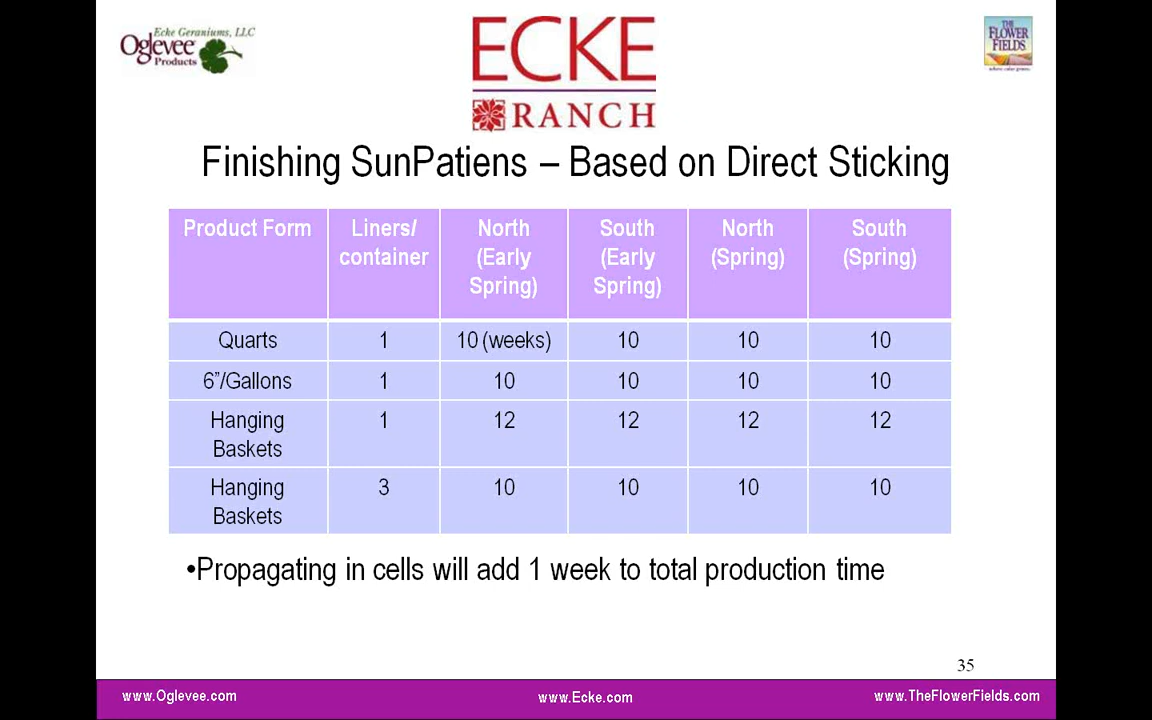 Ecke Geraniums, LLC
Oglevee
Products
ECKE
RANCH
THE
FLOWER
FIELDS
Finishing SunPatiens – Based on Direct Sticking
Product Form Liners/ container North (Early Spring) South (Early Spring) North (Spring) South (Spring)
Quarts 1 10 (weeks) 10 10 10
6”/Gallons 1 10 10 10 10
Hanging Baskets 1 12 12 12 12
Hanging Baskets 3 10 10 10 10
•Propagating in cells will add 1 week to total production time
35
www.Oglevee.com www.Ecke.com www.TheFlowerFields.com